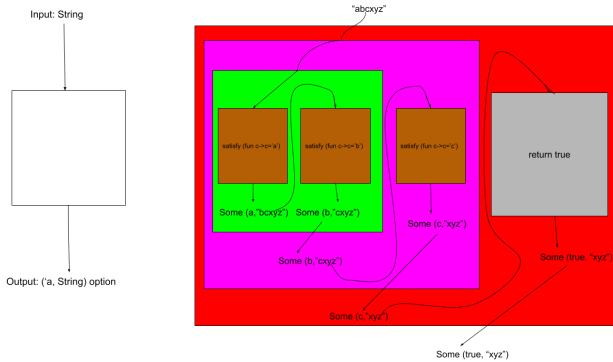 Input: String
Output: ('a, String) option
“abcxyz”
satisfy (fun c->c='a')
satisfy (fun c->c='b')
satisfy (fun c->c='c')
return true
Some (a,”bcxyz”)
Some (b,”cxyz”)
Some (c,”xyz”)
Some (b,”cxyz”)
Some (true, “xyz”)
Some (c,”xyz”)
Some (true, “xyz”)